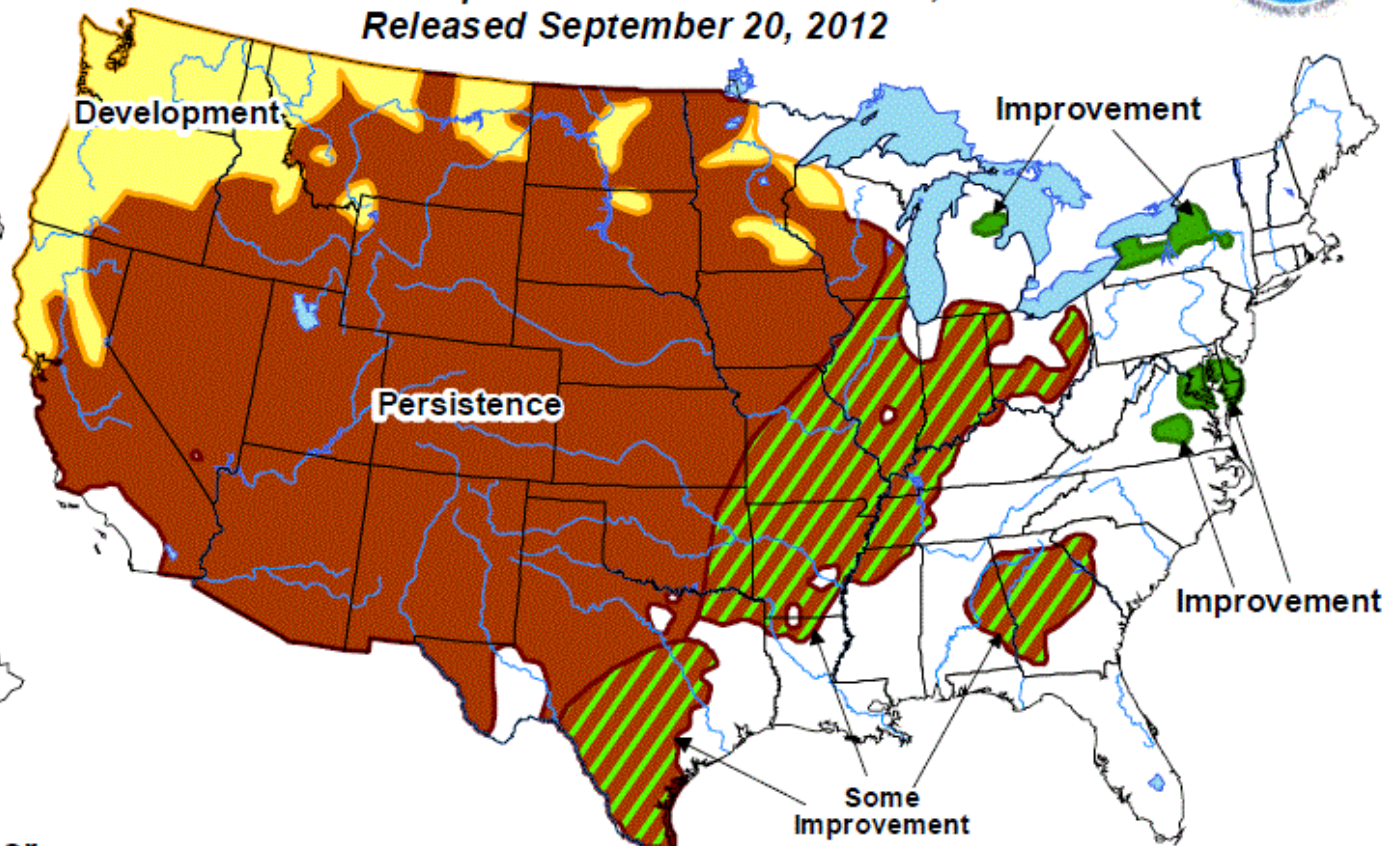 Released September 20, 2012
Development
Improvement
Persistence
Improvement
Some
Improvement